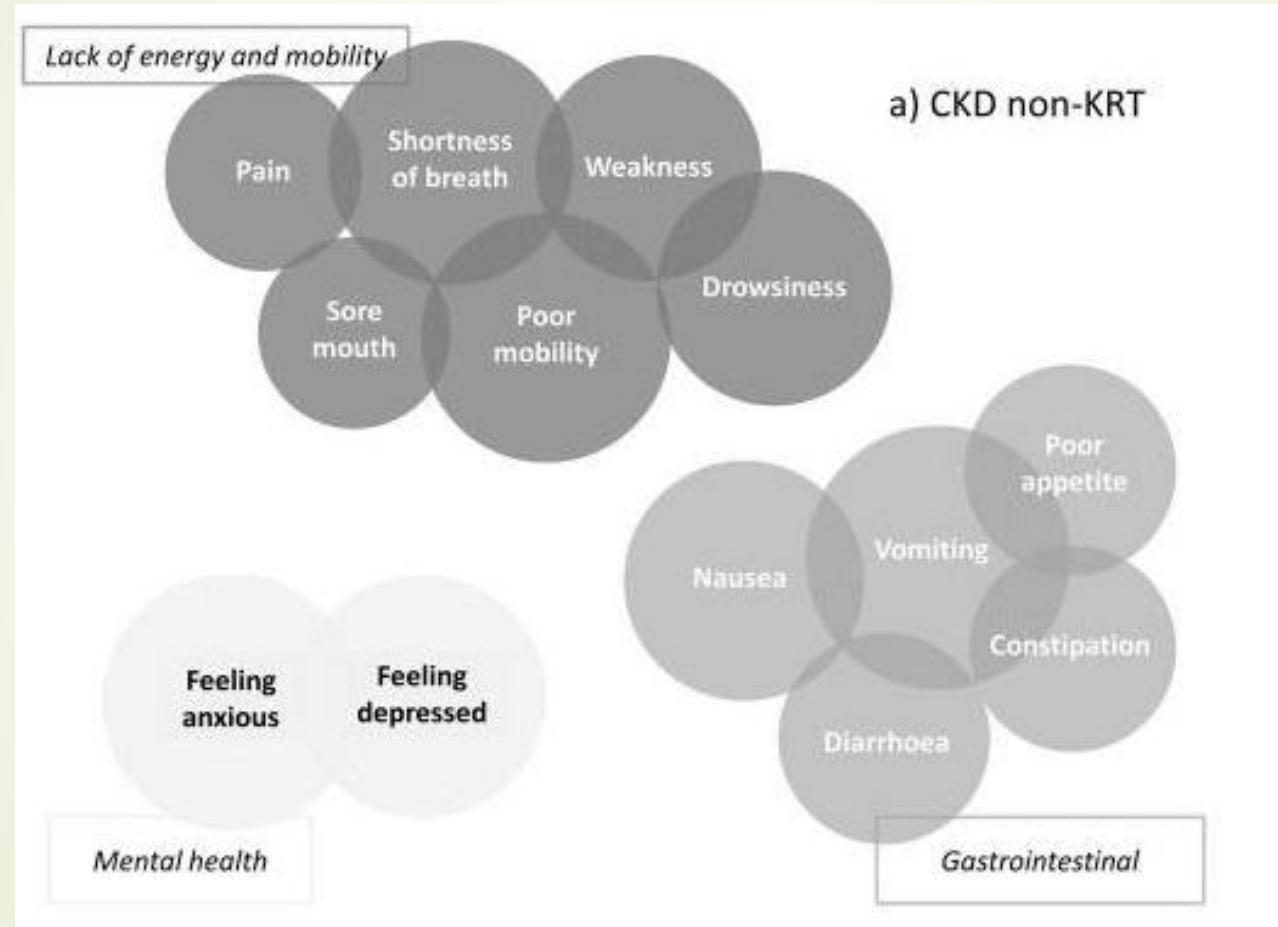 Lack of energy and mobility
a) CKD non-KRT
Pain
Shortness
of breath
Weakness
Drowsiness
Sore
mouth
Poor
mobility
Poor
appetite
Vomiting
Nausea
Constipation
Diarrhoea
Feeling
anxious
Feeling
depressed
Mental health
Gastrointestinal